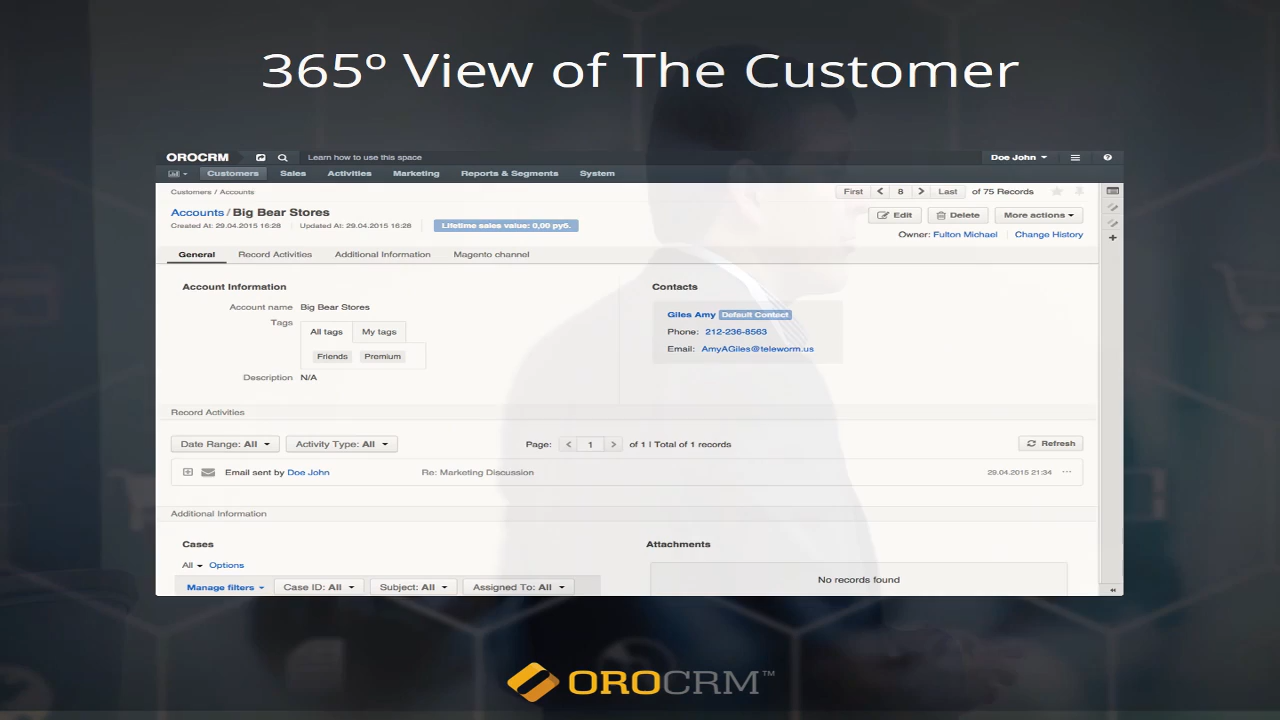 365° View of The Customer
OROCRM Learn how to use this space Doe John
Customers Sales Activities Marketing Reports & Segments System
Customers / Accounts First 8 Last of 75 Records
Accounts / Big Bear Stores Edit Delete More actions
Created At: 29.04.2015 16:28 Updated At: 29.04.2015 16:28 Lifetime sales value: 0,00 руб.
Owner: Fulton Michael Change History
General Record Activities Additional Information Magento channel
Account Information Contacts
Account name Big Bear Stores
Giles Amy Default Contact
Tags All tags My tags
Phone: 212-236-8563
Email: AmyAGiles@teleworm.us
Friends Premium
Description N/A
Record Activities
Date Range: All Activity Type: All Page: 1 of 1 | Total of 1 records Refresh
Email sent by Doe John Re: Marketing Discussion 29.04.2015 21:34 ...
Additional Information
Cases Attachments
All Options
No records found
Manage filters Case ID: All Subject: All Assigned To: All
OROCRM™